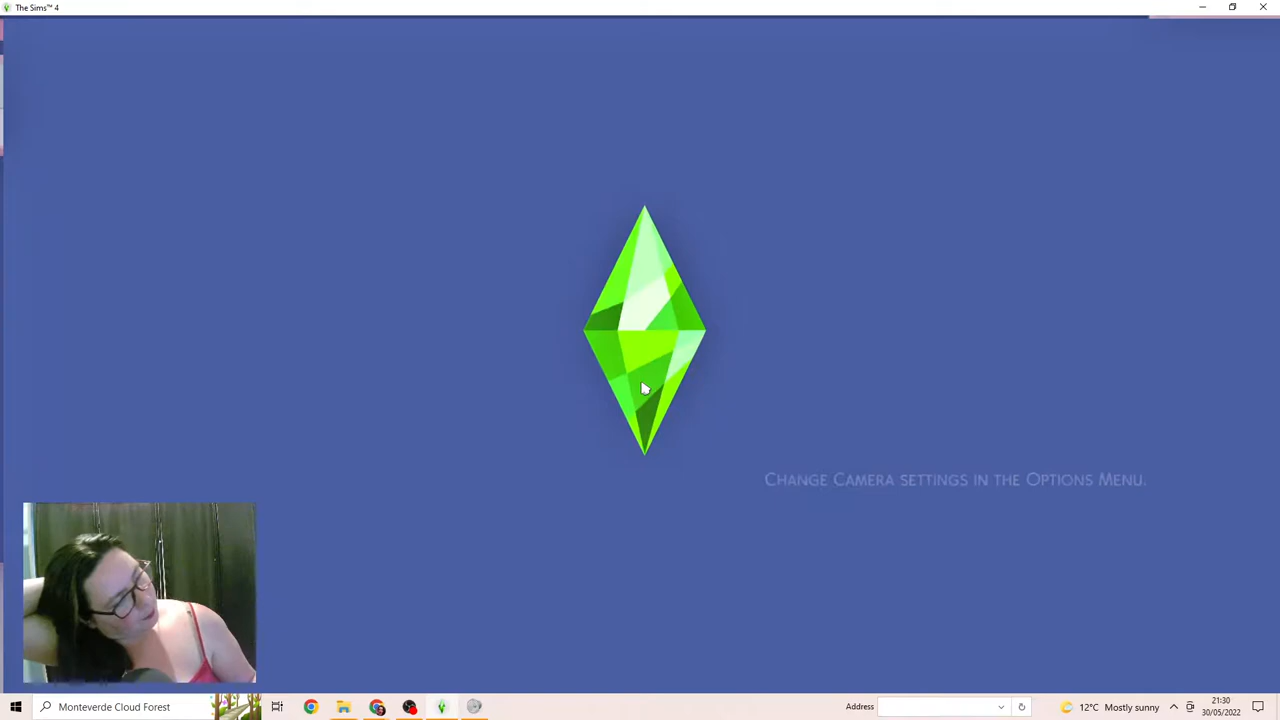 The Sims™ 4
CHANGE CAMERA SETTINGS IN THE OPTIONS MENU.
Monteverde Cloud Forest
Address
12°C Mostly sunny
21:30
30/05/2022